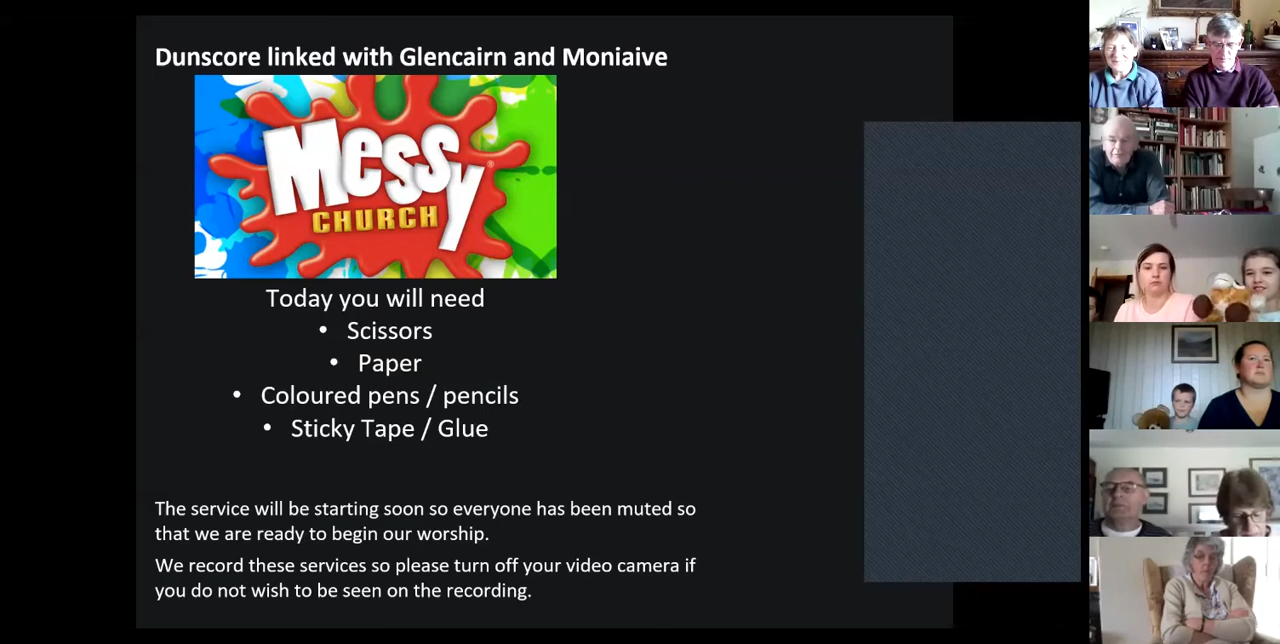 Dunscore linked with Glencairn and Moniaive
Messy®
CHURCH
Today you will need
• Scissors
• Paper
• Coloured pens / pencils
• Sticky Tape / Glue
The service will be starting soon so everyone has been muted so
that we are ready to begin our worship.
We record these services so please turn off your video camera if
you do not wish to be seen on the recording.